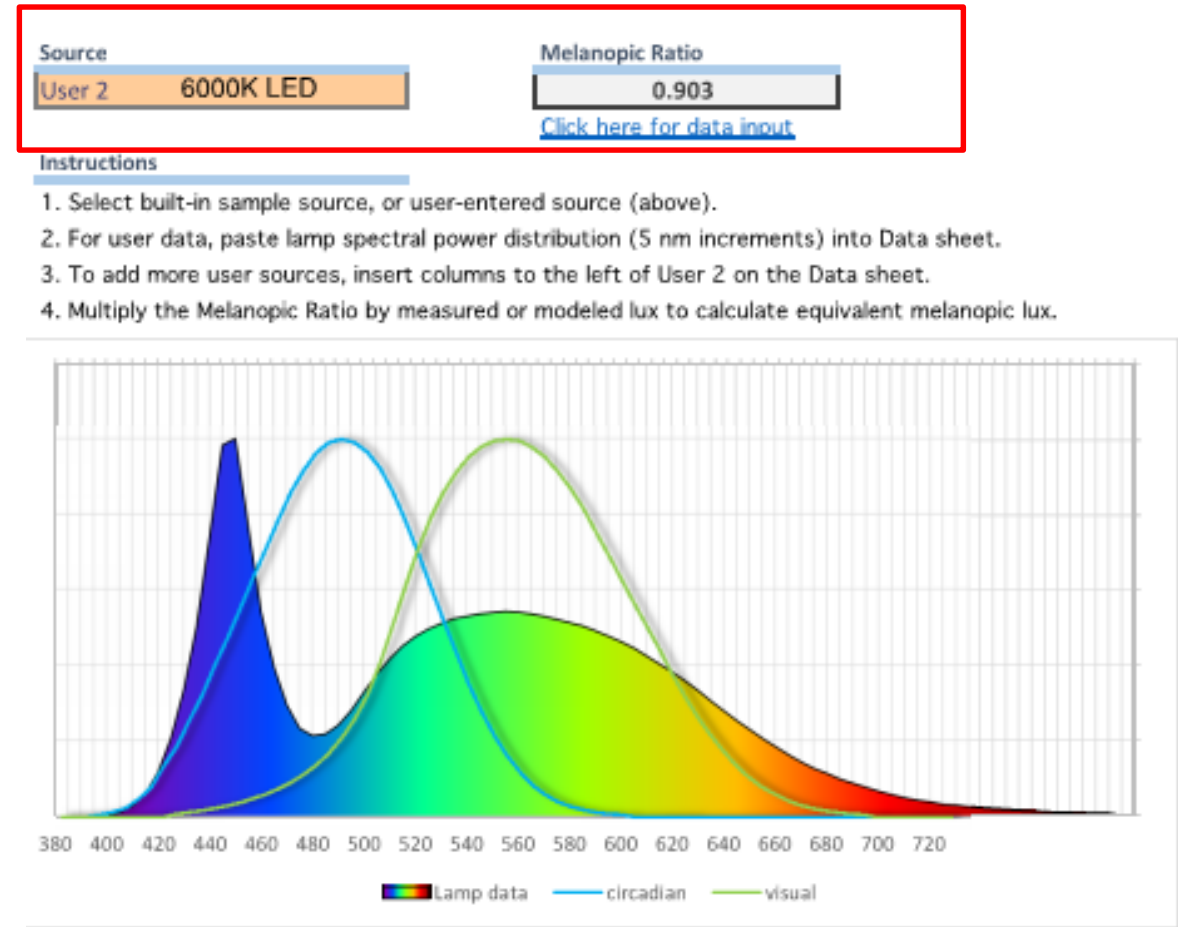 Source Melanopic Ratio
User 2 6000K LED 0.903
Click here for data input
Instructions
1. Select built-in sample source, or user-entered source (above).
2. For user data, paste lamp spectral power distribution (5 nm increments) into Data sheet.
3. To add more user sources, insert columns to the left of User 2 on the Data sheet.
4. Multiply the Melanopic Ratio by measured or modeled lux to calculate equivalent melanopic lux.
380 400 420 440 460 480 500 520 540 560 580 600 620 640 660 680 700 720
Lamp data circadian visual